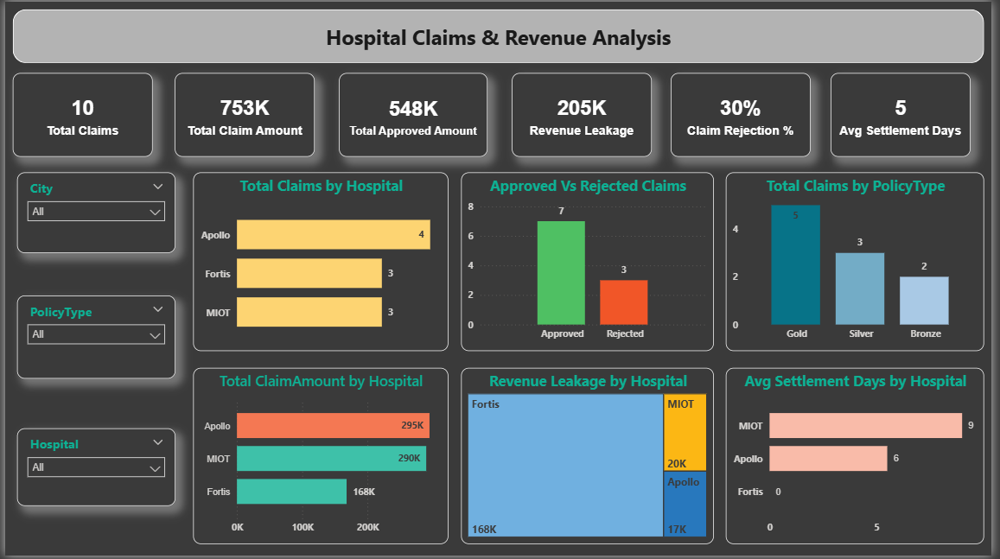 Hospital Claims & Revenue Analysis
10
Total Claims
753K
Total Claim Amount
548K
Total Approved Amount
205K
Revenue Leakage
30%
Claim Rejection %
5
Avg Settlement Days
City
All
PolicyType
All
Hospital
All
Total Claims by Hospital
Apollo 4
Fortis 3
MIOT 3
Approved Vs Rejected Claims
8
6
4
2
0
7
3
Approved Rejected
Total Claims by PolicyType
4
2
0
5
3
2
Gold Silver Bronze
Total ClaimAmount by Hospital
Apollo 295K
MIOT 290K
Fortis 168K
0K 100K 200K
Revenue Leakage by Hospital
Fortis
168K
MIOT
20K
Apollo
17K
Avg Settlement Days by Hospital
MIOT 9
Apollo 6
Fortis 0
0 5